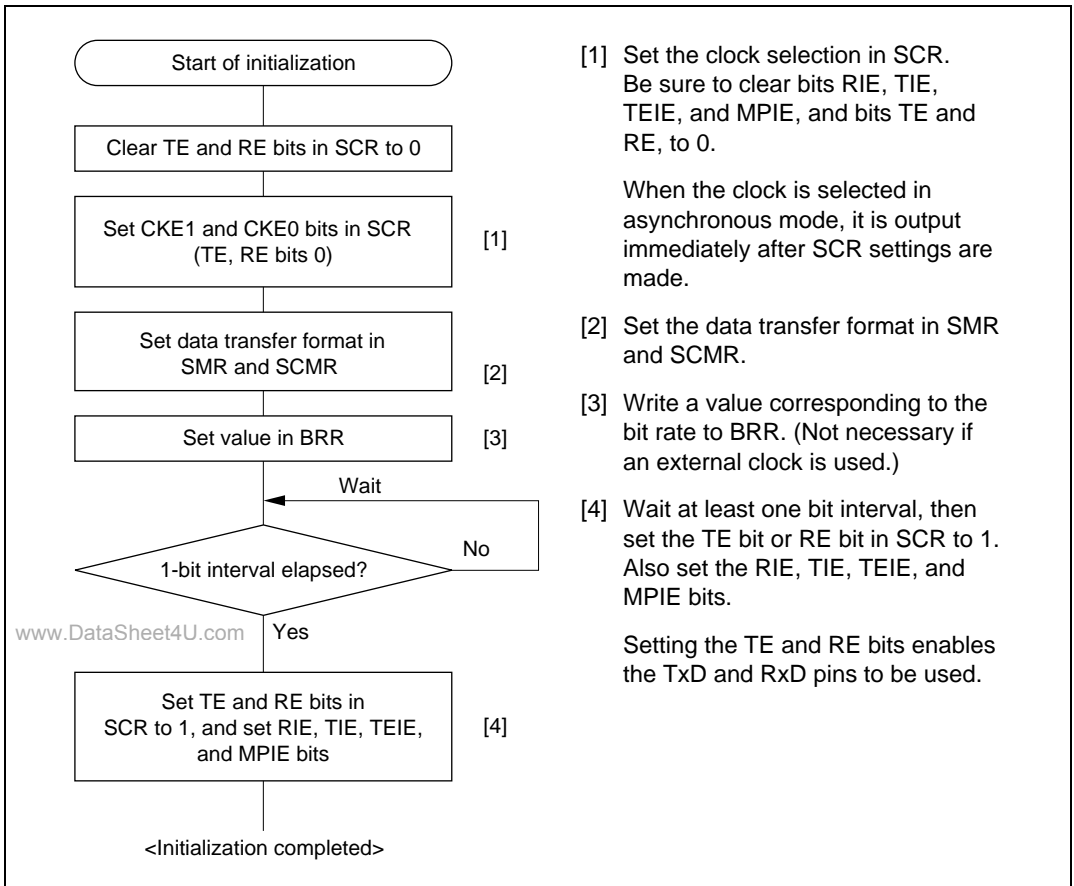 Start of initialization
Clear TE and RE bits in SCR to 0
Set CKE1 and CKE0 bits in SCR
(TE, RE bits 0)
[1]
Set data transfer format in
SMR and SCMR
[2]
Set value in BRR
[3]
Wait
1-bit interval elapsed?
No
Yes
www.DataSheet4U.com
Set TE and RE bits in
SCR to 1, and set RIE, TIE, TEIE,
and MPIE bits
[4]
<Initialization completed>
[1] Set the clock selection in SCR.
Be sure to clear bits RIE, TIE,
TEIE, and MPIE, and bits TE and
RE, to 0.
When the clock is selected in
asynchronous mode, it is output
immediately after SCR settings are
made.
[2] Set the data transfer format in SMR
and SCMR.
[3] Write a value corresponding to the
bit rate to BRR. (Not necessary if
an external clock is used.)
[4] Wait at least one bit interval, then
set the TE bit or RE bit in SCR to 1.
Also set the RIE, TIE, TEIE, and
MPIE bits.
Setting the TE and RE bits enables
the TxD and RxD pins to be used.